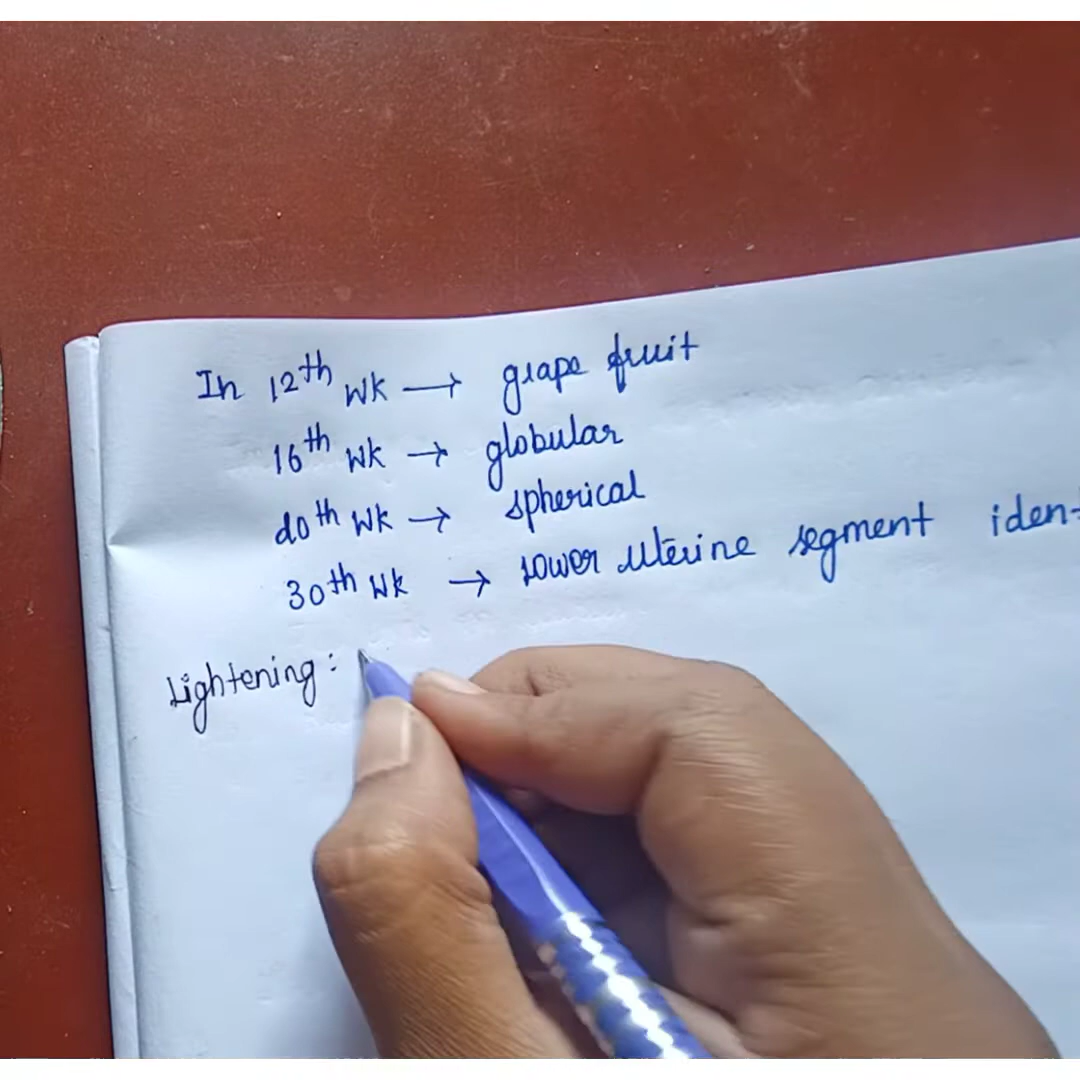 In 12th wk → grape fruit
16th wk → globular
20th wk → spherical
30th wk → Lower uterine segment iden-
Lightening: